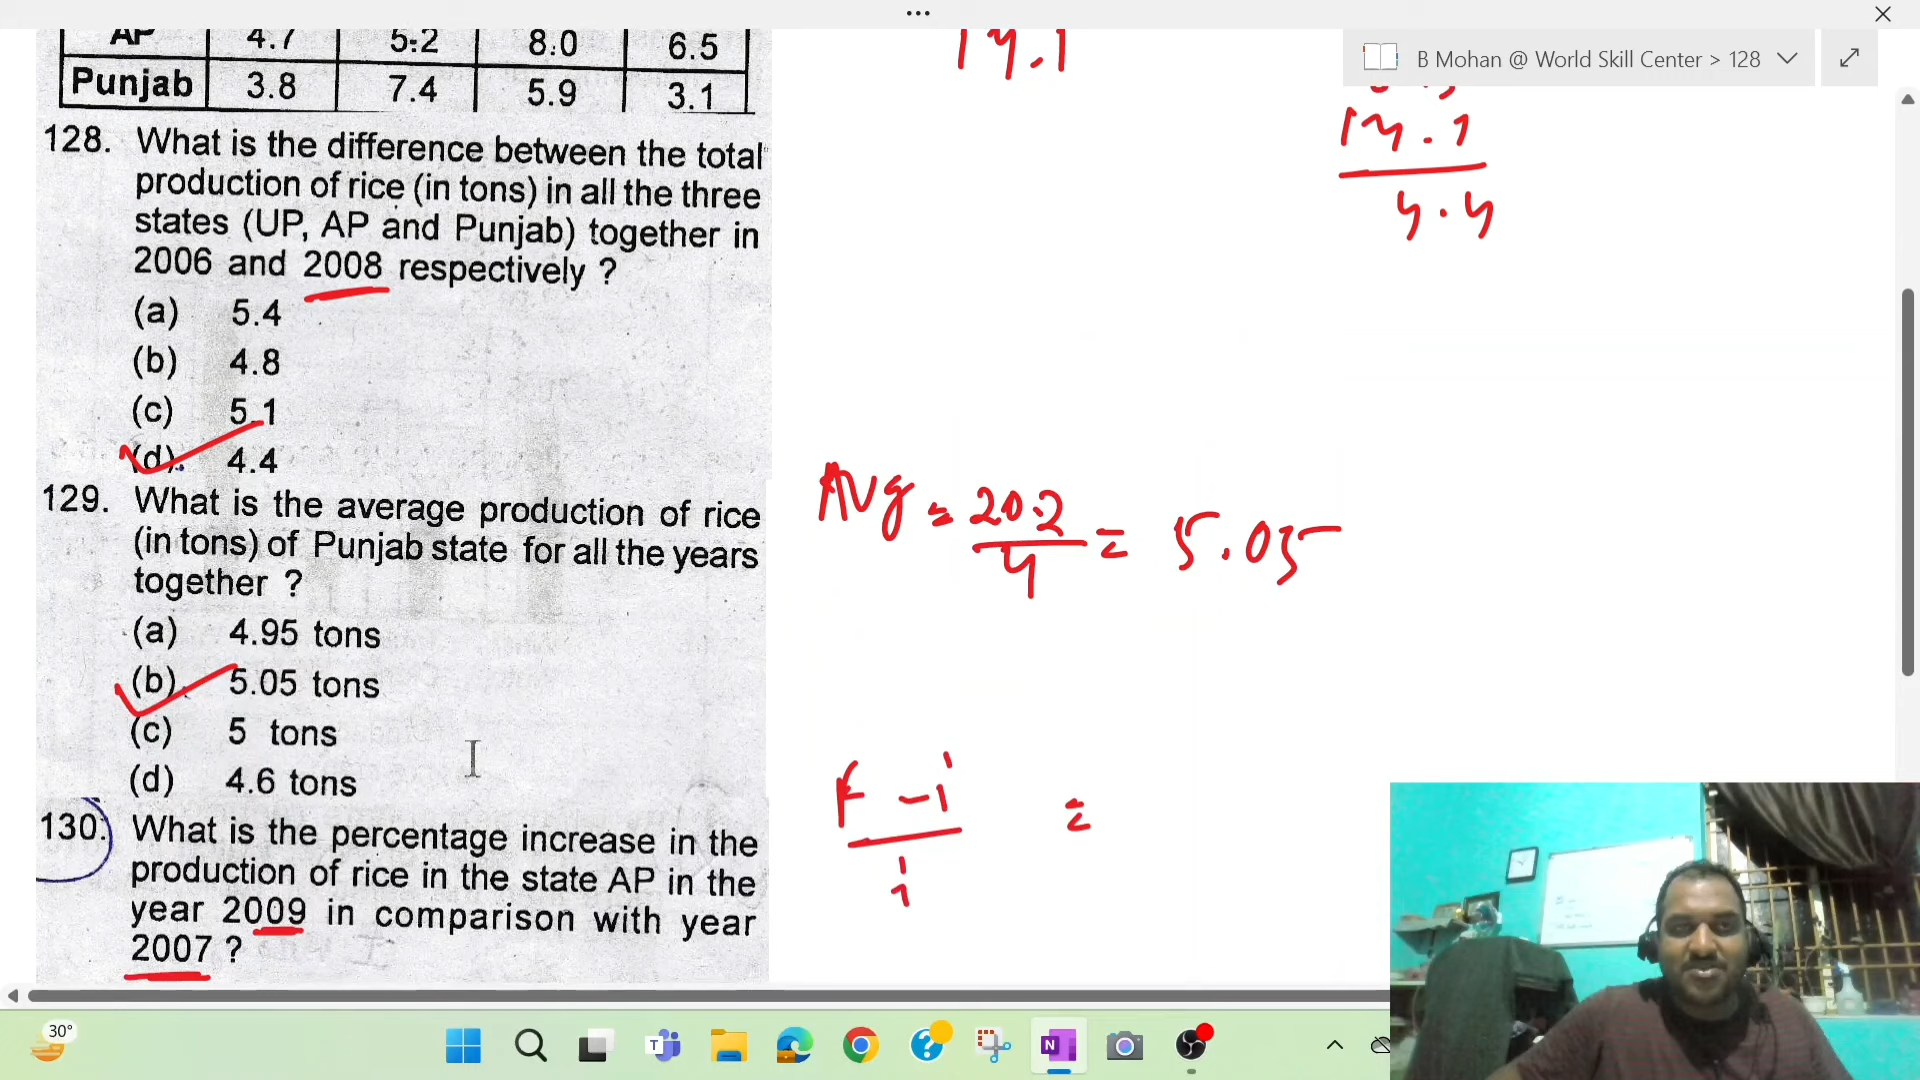 AP 4.7 5.2 8.0 6.5
Punjab 3.8 7.4 5.9 3.1
128. What is the difference between the total
production of rice (in tons) in all the three
states (UP, AP and Punjab) together in
2006 and 2008 respectively ?
(a) 5.4
(b) 4.8
(c) 5.1
(d) 4.4
129. What is the average production of rice
(in tons) of Punjab state for all the years
together ?
(a) 4.95 tons
(b) 5.05 tons
(c) 5 tons
(d) 4.6 tons
130. What is the percentage increase in the
production of rice in the state AP in the
year 2009 in comparison with year
2007 ?
14.1
14.1
4.4
Avg = 20.2
4
= 5.05
F - i
i
=
B Mohan @ World Skill Center > 128
30°